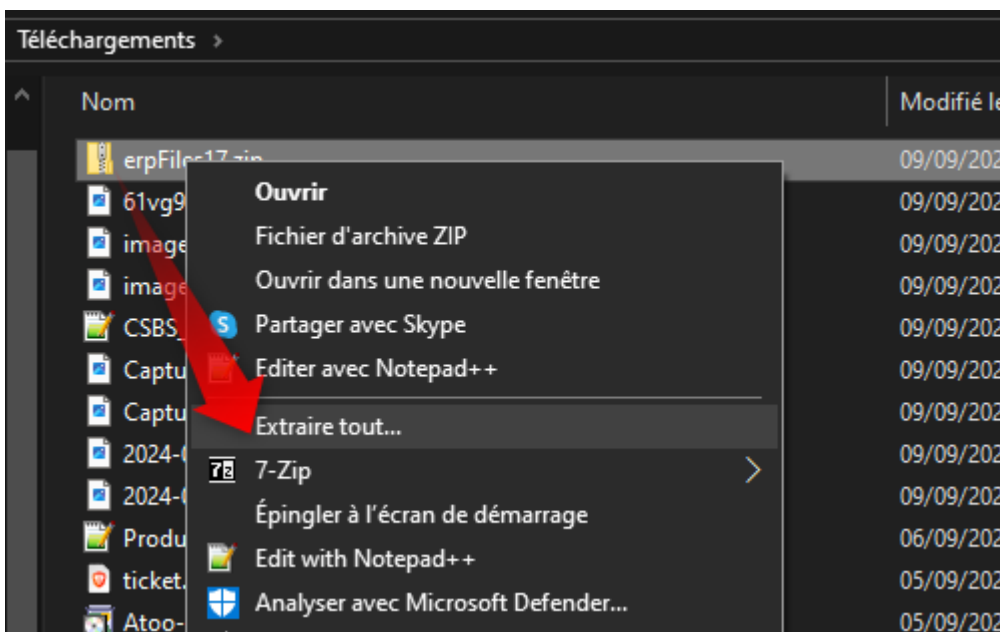 Téléchargements >
Nom
Modifié le
erpFiles17.zip
09/09/202
Ouvrir
61vg9
09/09/202
Fichier d'archive ZIP
image
09/09/202
Ouvrir dans une nouvelle fenêtre
image
09/09/202
Partager avec Skype
CSBS_
09/09/202
Editer avec Notepad++
Captu
09/09/202
Extraire tout...
Captu
09/09/202
7-Zip
2024-0
09/09/202
Épingler à l'écran de démarrage
2024-0
09/09/202
Edit with Notepad++
Produ
06/09/202
Analyser avec Microsoft Defender...
ticket.
05/09/202
Atoo-
05/09/202